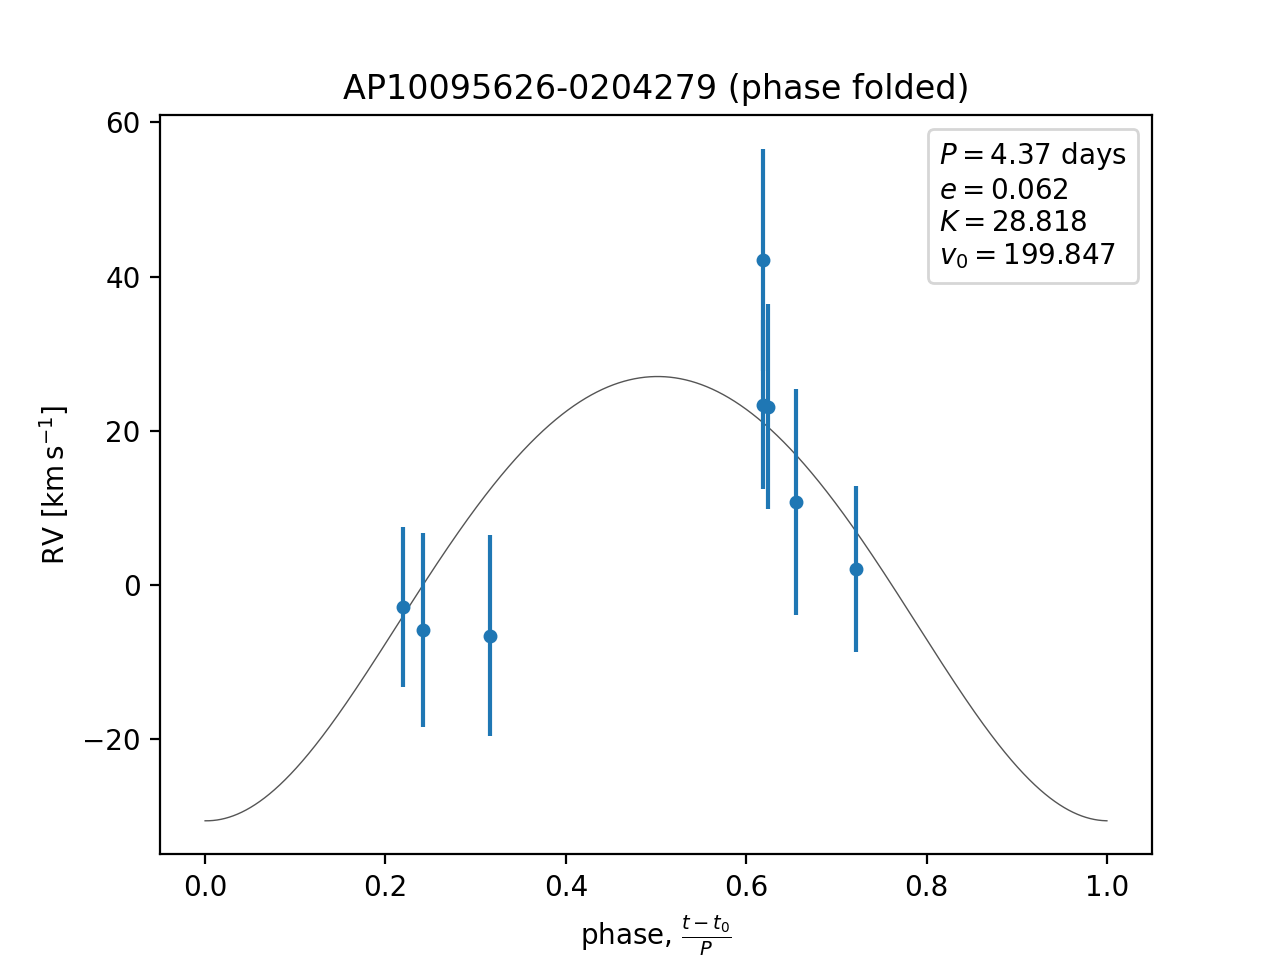 AP10095626-0204279 (phase folded)
60
40
20
0
−20
RV [km s⁻¹]
P = 4.37 days
e = 0.062
K = 28.818
v₀ = 199.847
0.0 0.2 0.4 0.6 0.8 1.0
phase, (t − t₀)/P